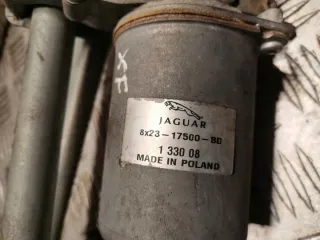 JAGUAR
8X23-17500-BD
1 330 08
MADE IN POLAND